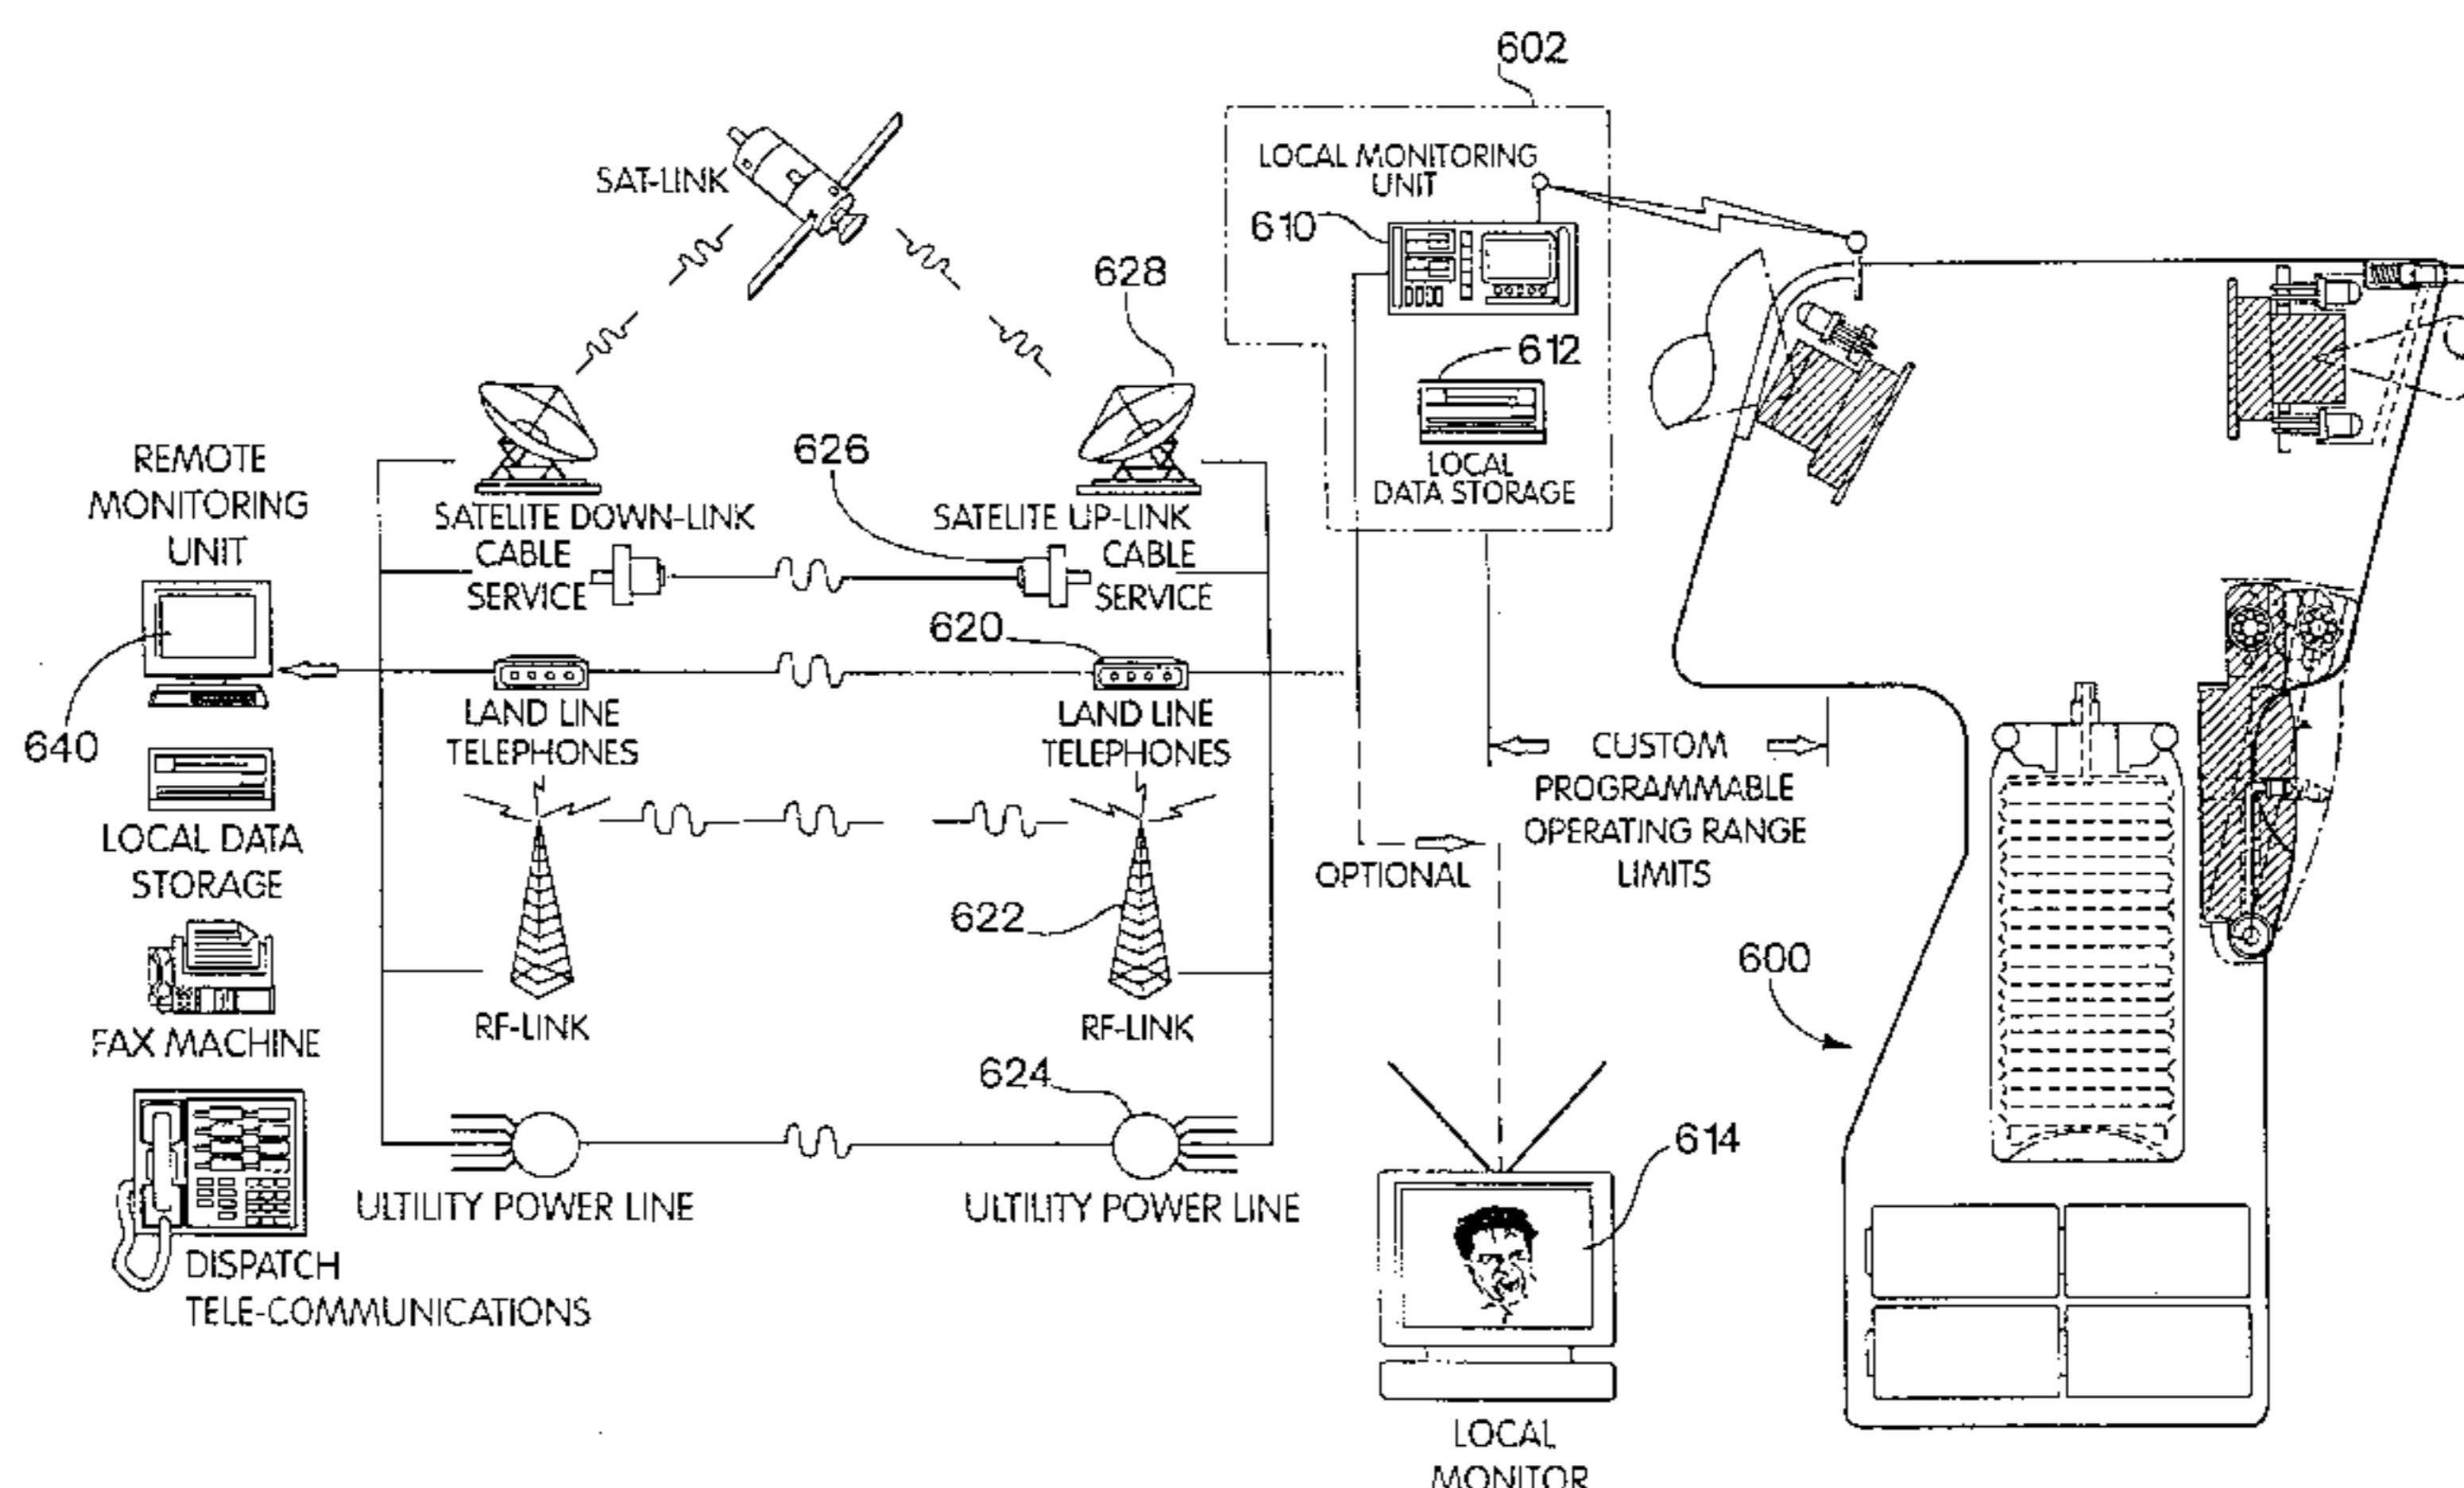 602
LOCAL MONITORING
UNIT
SAT-LINK
610
628
612
626
REMOTE
MONITORING
UNIT
LOCAL
DATA STORAGE
SATELITE DOWN-LINK
SATELITE UP-LINK
CABLE
SERVICE
CABLE
SERVICE
620
LAND LINE
TELEPHONES
LAND LINE
TELEPHONES
640
CUSTOM
PROGRAMMABLE
OPERATING RANGE
LIMITS
LOCAL DATA
STORAGE
OPTIONAL
622
600
FAX MACHINE
RF-LINK
RF-LINK
624
614
ULTILITY POWER LINE
ULTILITY POWER LINE
DISPATCH
TELE-COMMUNICATIONS
LOCAL
MONITOR